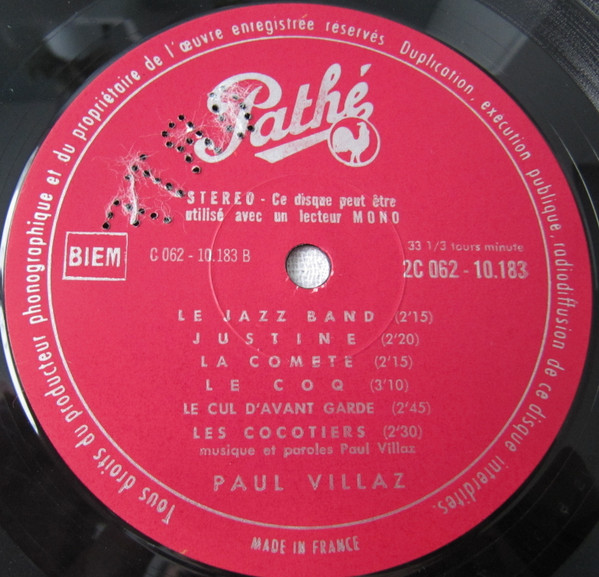 Tous droits du producteur phonographique et du propriétaire de l'œuvre enregistrée réservés. Duplication, exécution publique, radiodiffusion de ce disque interdites.
Pathé
STEREO - Ce disque peut être
utilisé avec un lecteur MONO
BIEM
C 062 - 10.183 B
33 1/3 tours minute
2C 062 - 10.183
LE JAZZ BAND (2'15)
JUSTINE (2'20)
LA COMETE (2'15)
LE COQ (3'10)
LE CUL D'AVANT GARDE (2'45)
LES COCOTIERS (2'30)
musique et paroles Paul Villaz
PAUL VILLAZ
MADE IN FRANCE